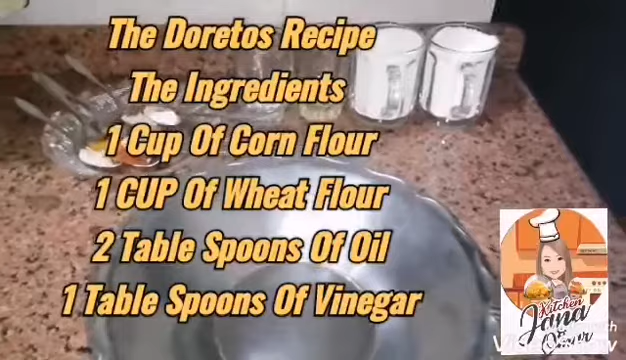 The Doretos Recipe
The Ingredients
1 Cup Of Corn Flour
1 CUP Of Wheat Flour
2 Table Spoons Of Oil
1 Table Spoons Of Vinegar
Kitchen
Jana
Omar